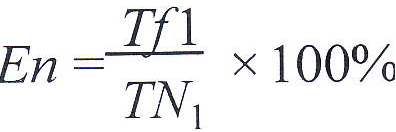 En = Tf1 / TN₁ × 100%